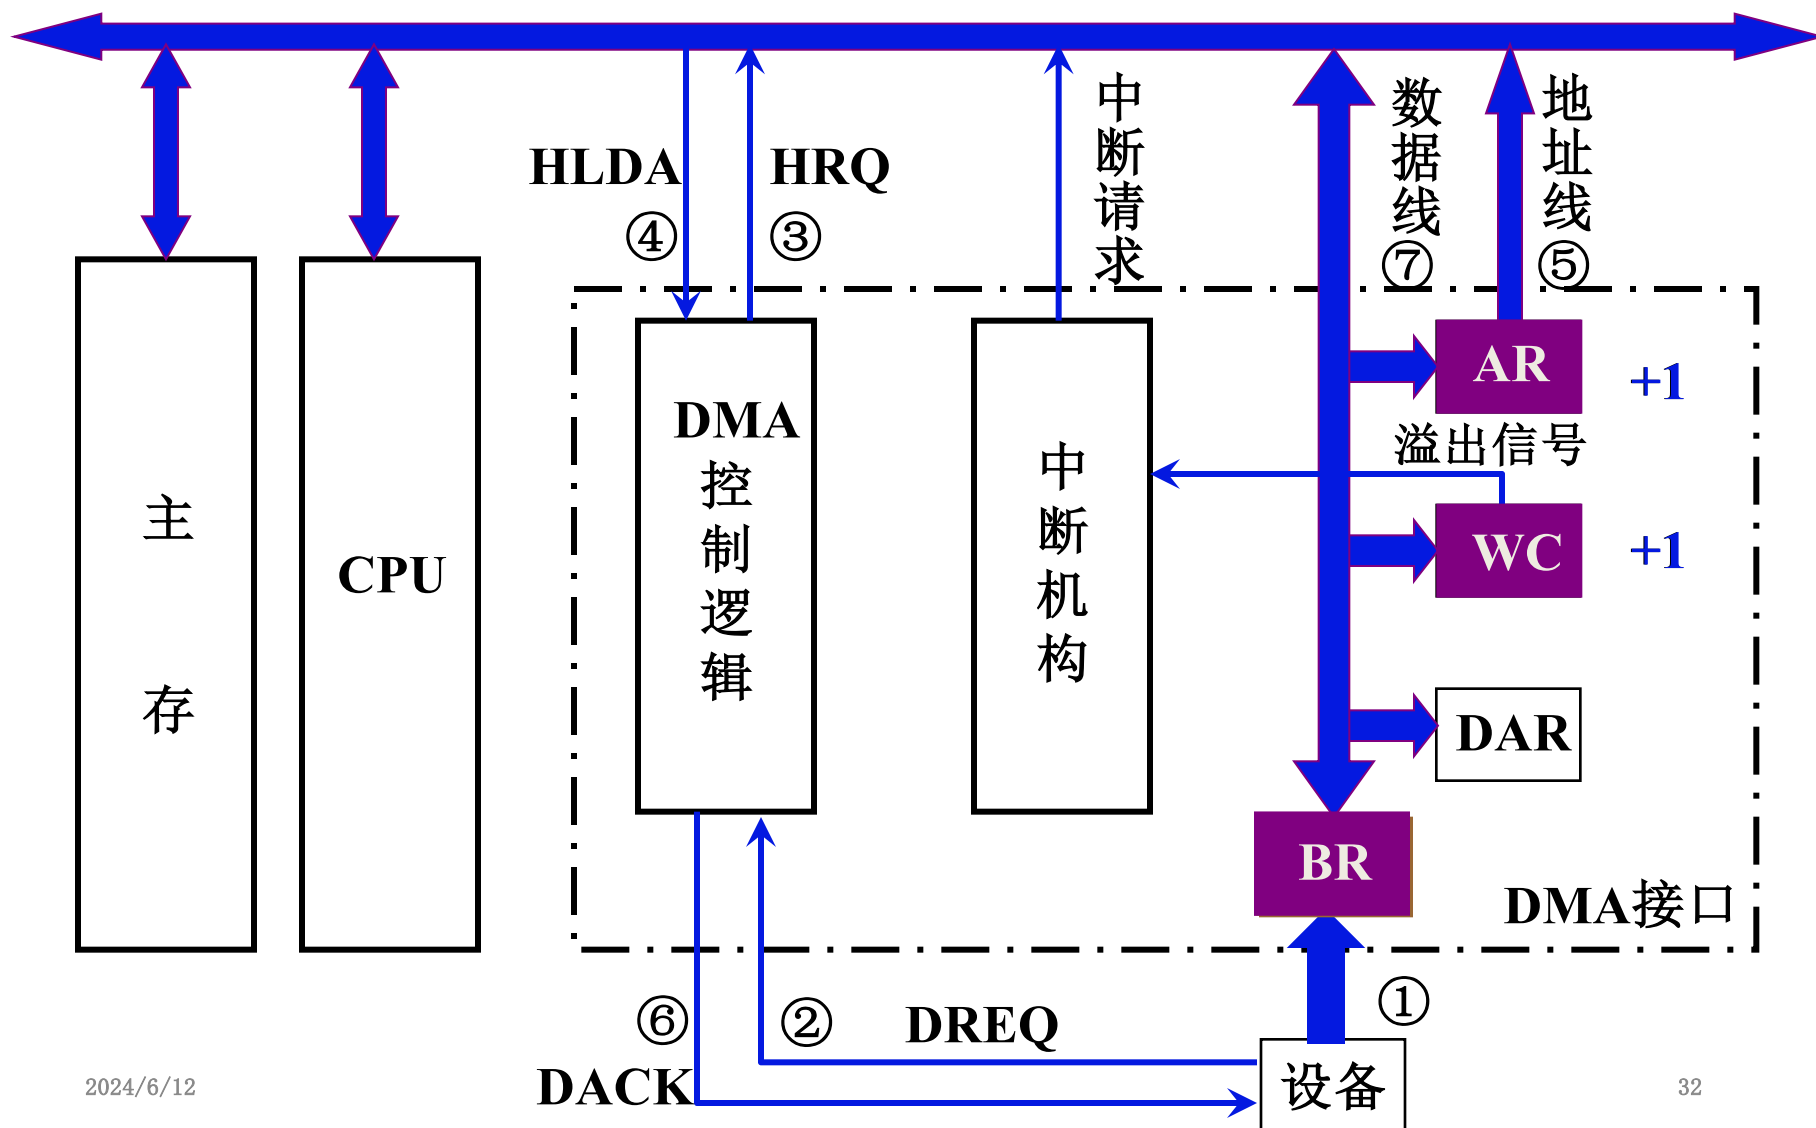 HLDA
④
HRQ
③
中断请求
数据线
⑦
地址线
⑤
主存
CPU
DMA
控制逻辑
中断机构
AR
+1
溢出信号
WC
+1
DAR
BR
DMA接口
⑥
②
DREQ
①
DACK
设备
2024/6/12
32